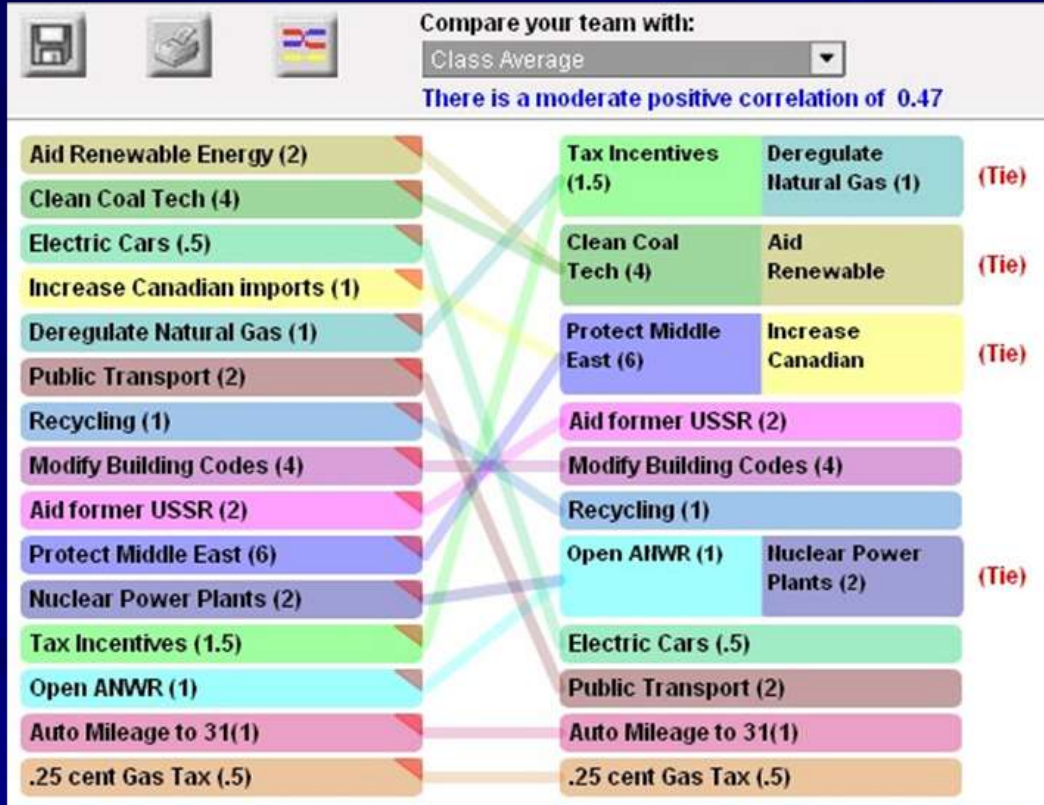 Compare your team with:
Class Average
There is a moderate positive correlation of 0.47
Aid Renewable Energy (2)
Clean Coal Tech (4)
Electric Cars (.5)
Increase Canadian imports (1)
Deregulate Natural Gas (1)
Public Transport (2)
Recycling (1)
Modify Building Codes (4)
Aid former USSR (2)
Protect Middle East (6)
Nuclear Power Plants (2)
Tax Incentives (1.5)
Open ANWR (1)
Auto Mileage to 31(1)
.25 cent Gas Tax (.5)
Tax Incentives
(1.5)
Deregulate
Natural Gas (1)
(Tie)
Clean Coal
Tech (4)
Aid
Renewable
(Tie)
Protect Middle
East (6)
Increase
Canadian
(Tie)
Aid former USSR (2)
Modify Building Codes (4)
Recycling (1)
Open ANWR (1)
Nuclear Power
Plants (2)
(Tie)
Electric Cars (.5)
Public Transport (2)
Auto Mileage to 31(1)
.25 cent Gas Tax (.5)